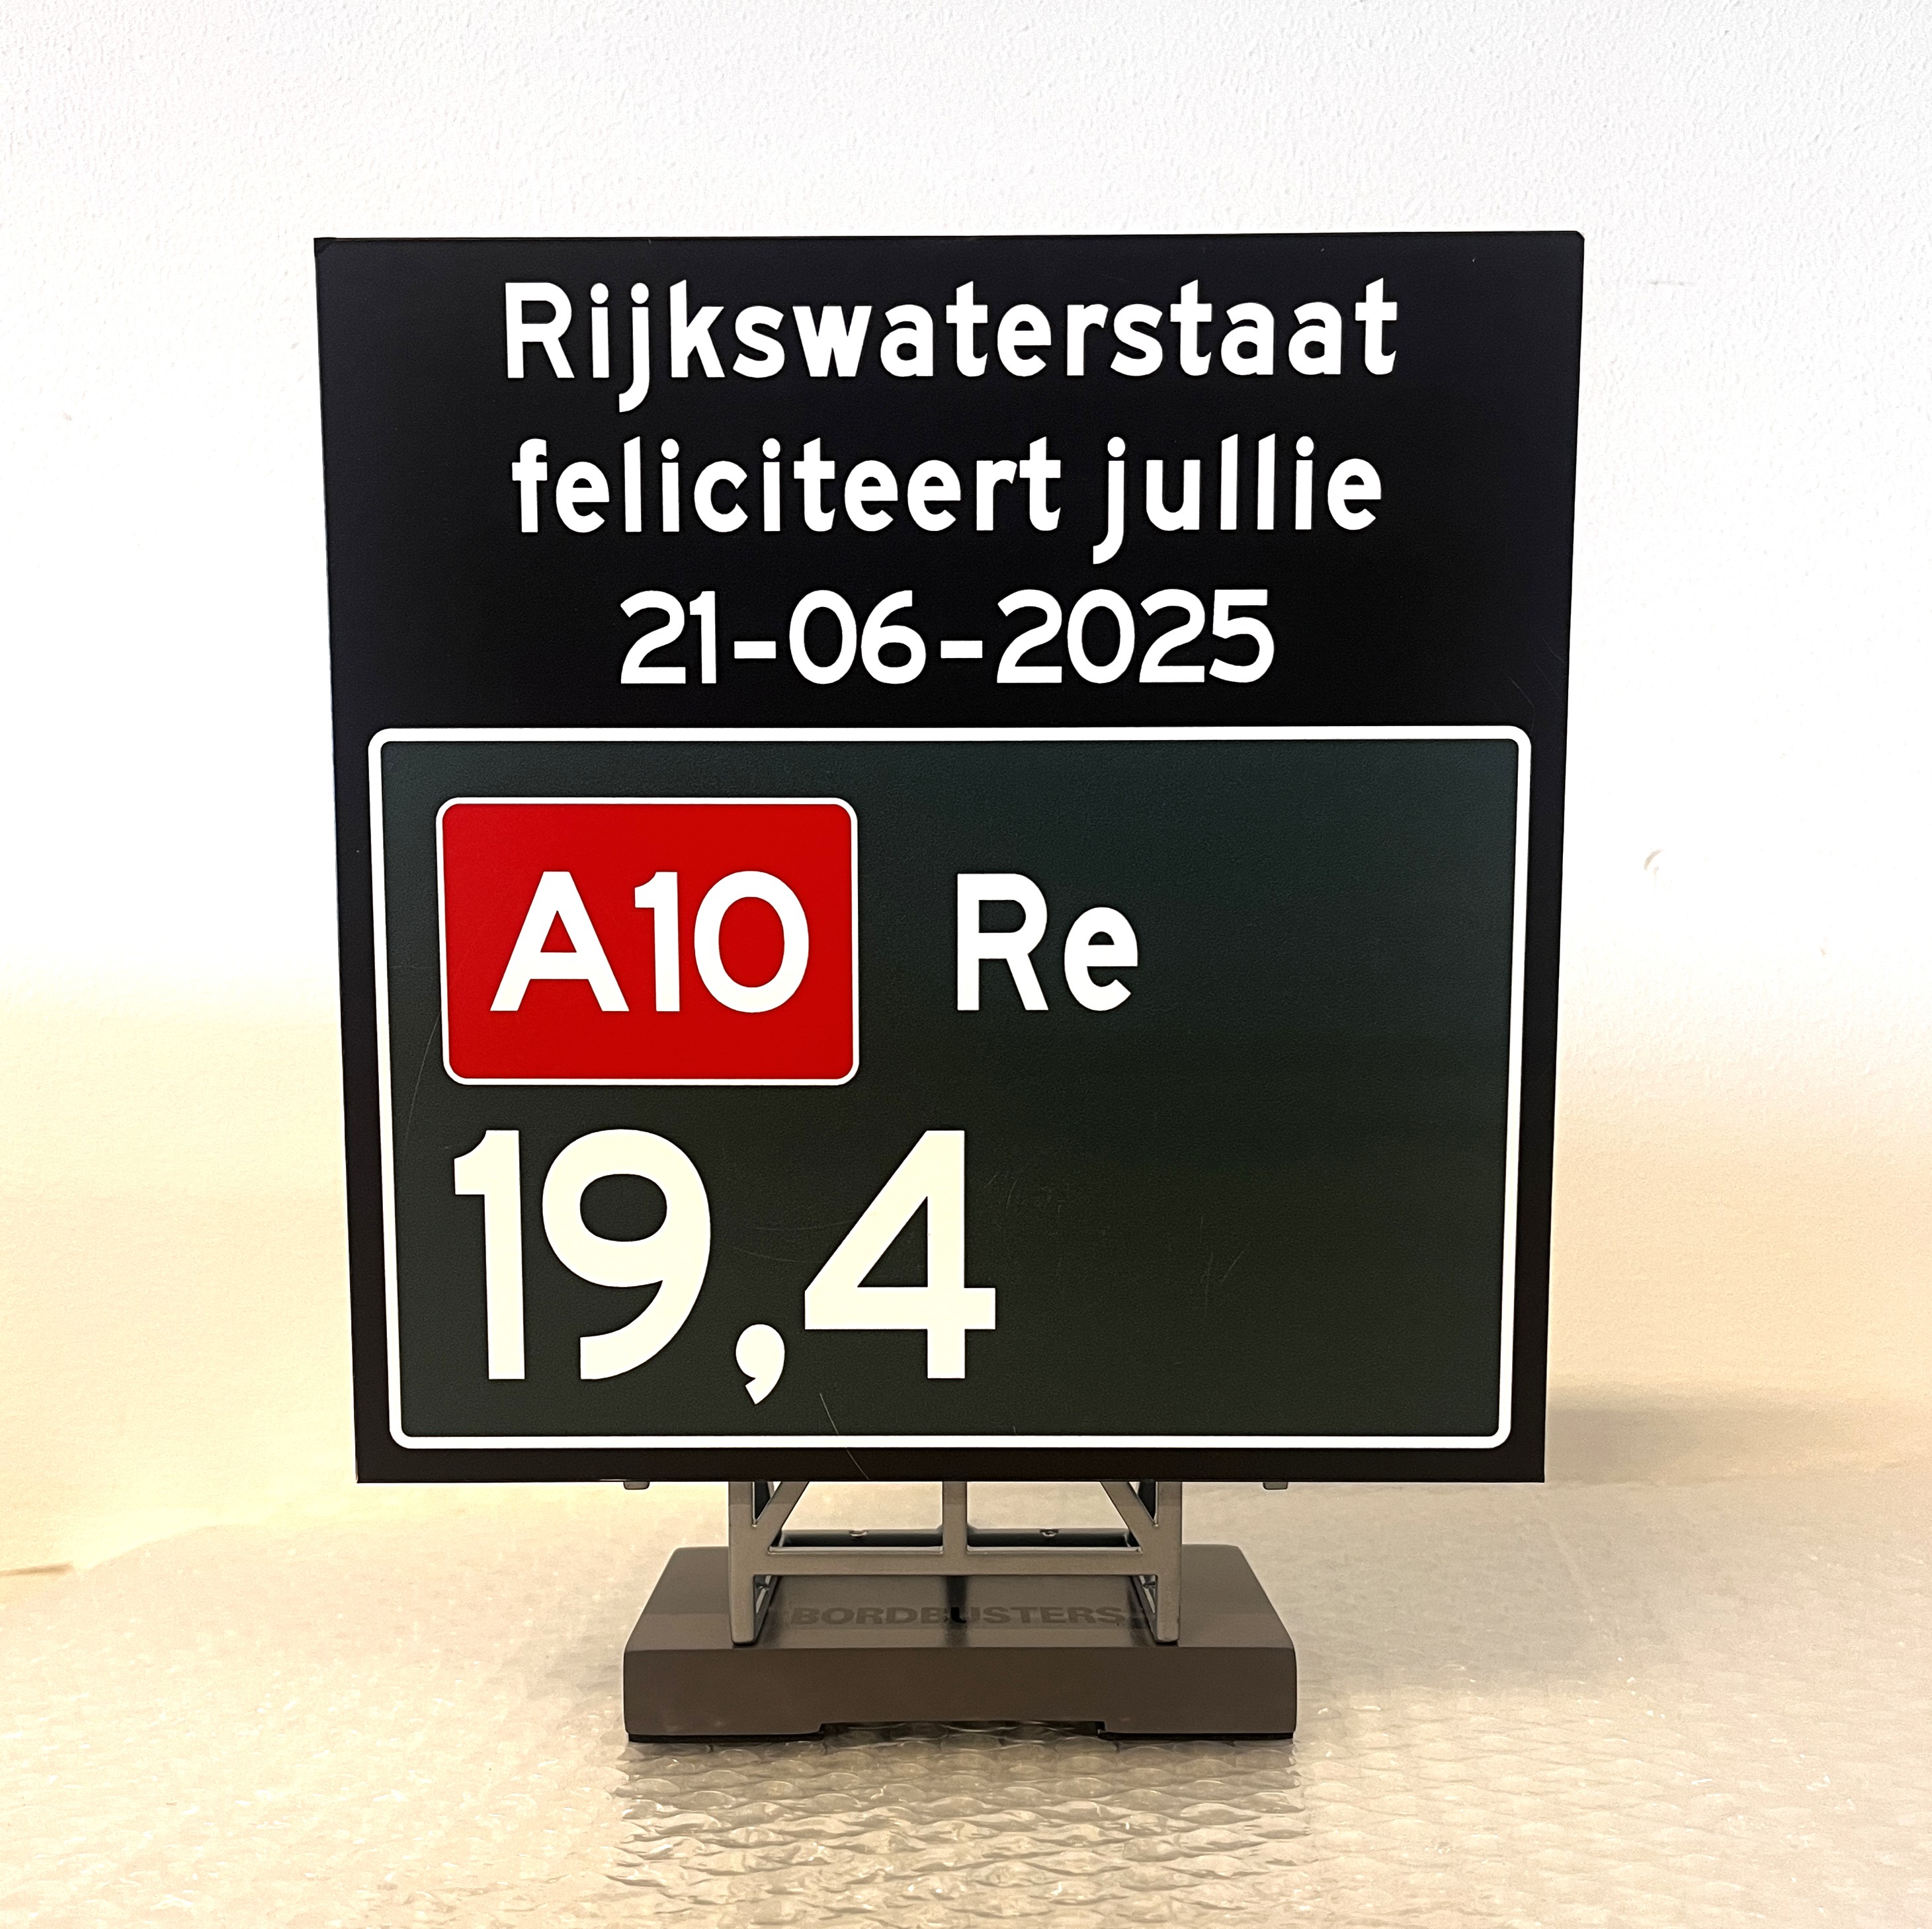 Rijkswaterstaat
feliciteert jullie
21-06-2025
A10 Re
19,4
BORDBUSTERS